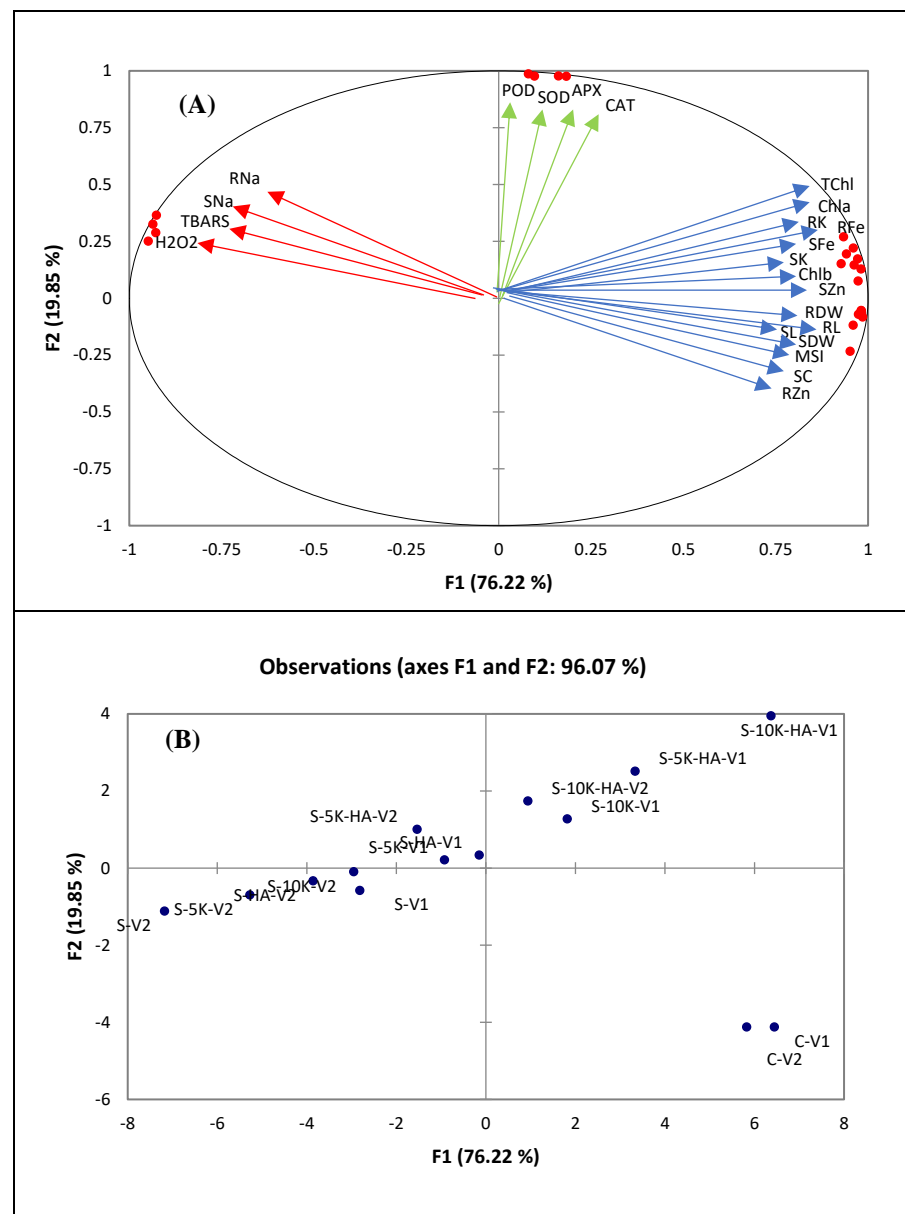 (A)
POD SOD APX
CAT
RNa
SNa
TBARS
H2O2
TChl
Chla
RK RFe
SFe
SK
Chlb
SZn
RDW
SL RL
SDW
MSI
SC
RZn
1
0.75
0.5
0.25
0
-0.25
-0.5
-0.75
-1
-1 -0.75 -0.5 -0.25 0 0.25 0.5 0.75 1
F2 (19.85 %)
F1 (76.22 %)
Observations (axes F1 and F2: 96.07 %)
(B)
S-10K-HA-V1
S-5K-HA-V1
S-10K-HA-V2
S-10K-V1
S-5K-HA-V2
S-HA-V1
S-5K-V1
S-10K-V2
S-HA-V2
S-5K-V2
S-V1
S-V2
C-V1
C-V2
4
2
0
-2
-4
-6
-8 -6 -4 -2 0 2 4 6 8
F2 (19.85 %)
F1 (76.22 %)